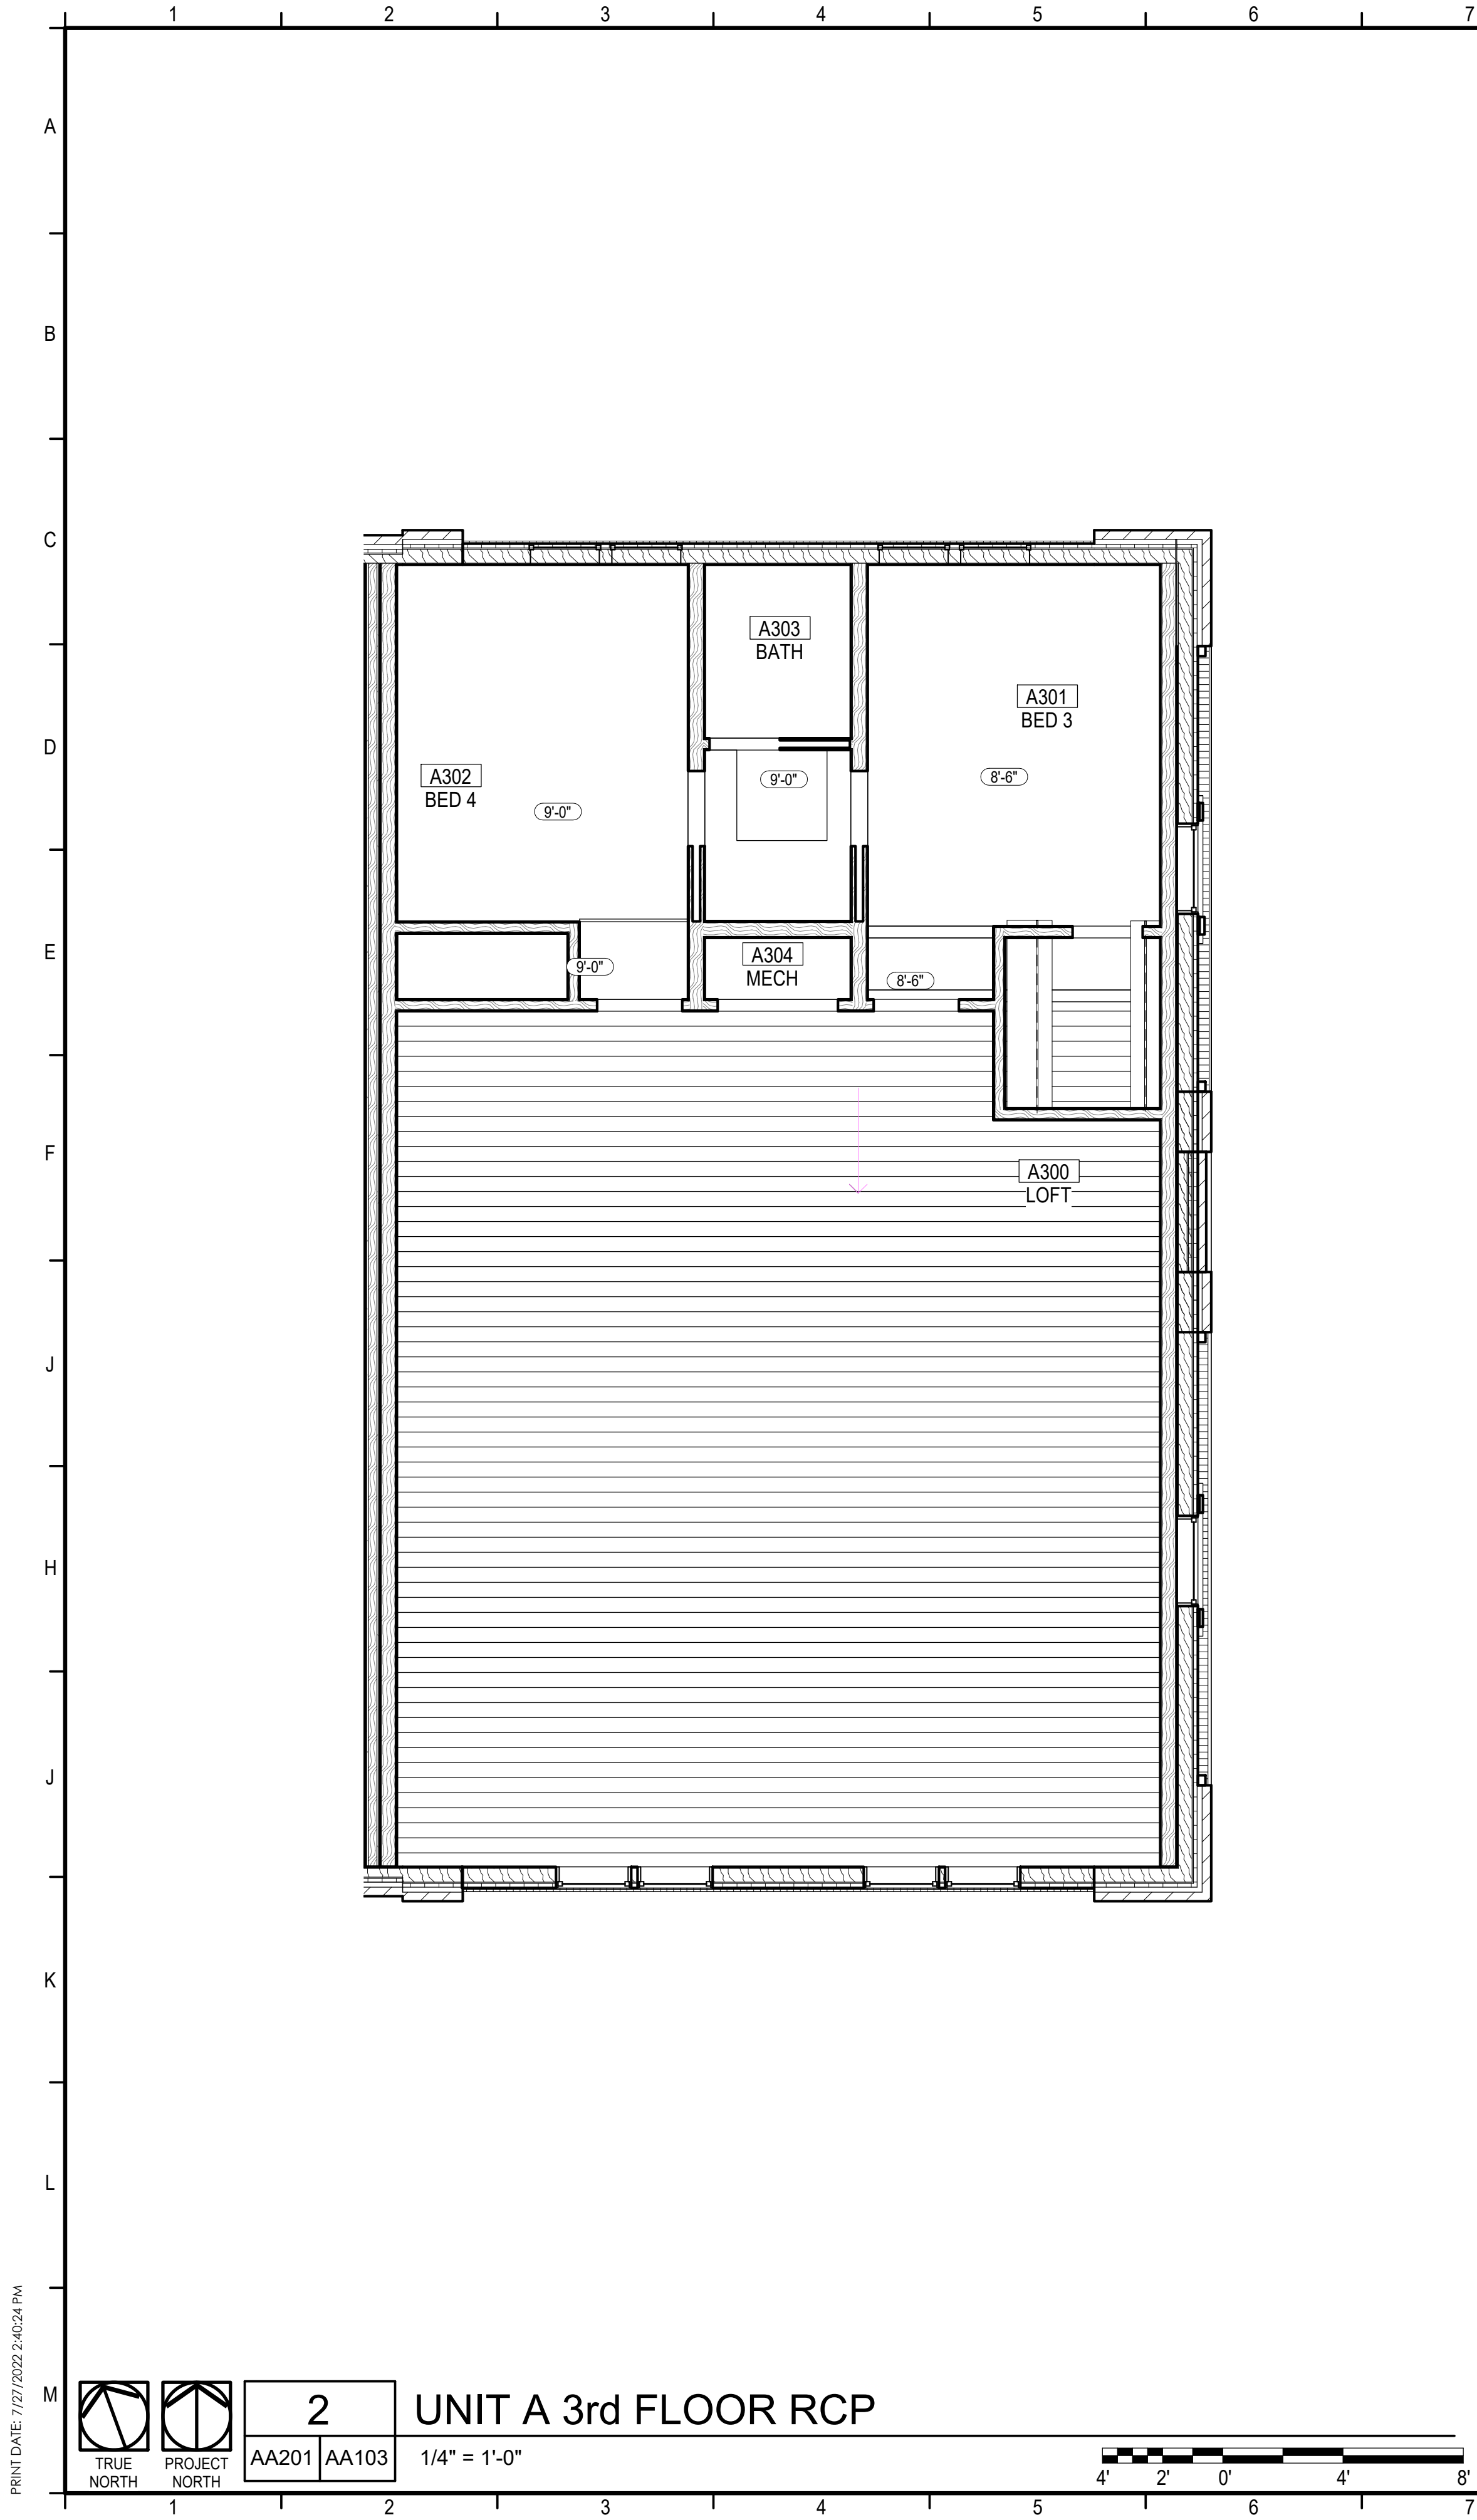 1 2 3 4 5 6 7
A
B
C
D
E
F
J
H
J
K
L
M
A303
BATH
A301
BED 3
A302
BED 4
9'-0"
8'-6"
9'-0"
A304
MECH
9'-0"
8'-6"
A300
LOFT
PRINT DATE: 7/27/2022 2:40:24 PM
TRUE
NORTH
PROJECT
NORTH
2
AA201 AA103
UNIT A 3rd FLOOR RCP
1/4" = 1'-0"
4' 2' 0' 4' 8'
1 2 3 4 5 6 7